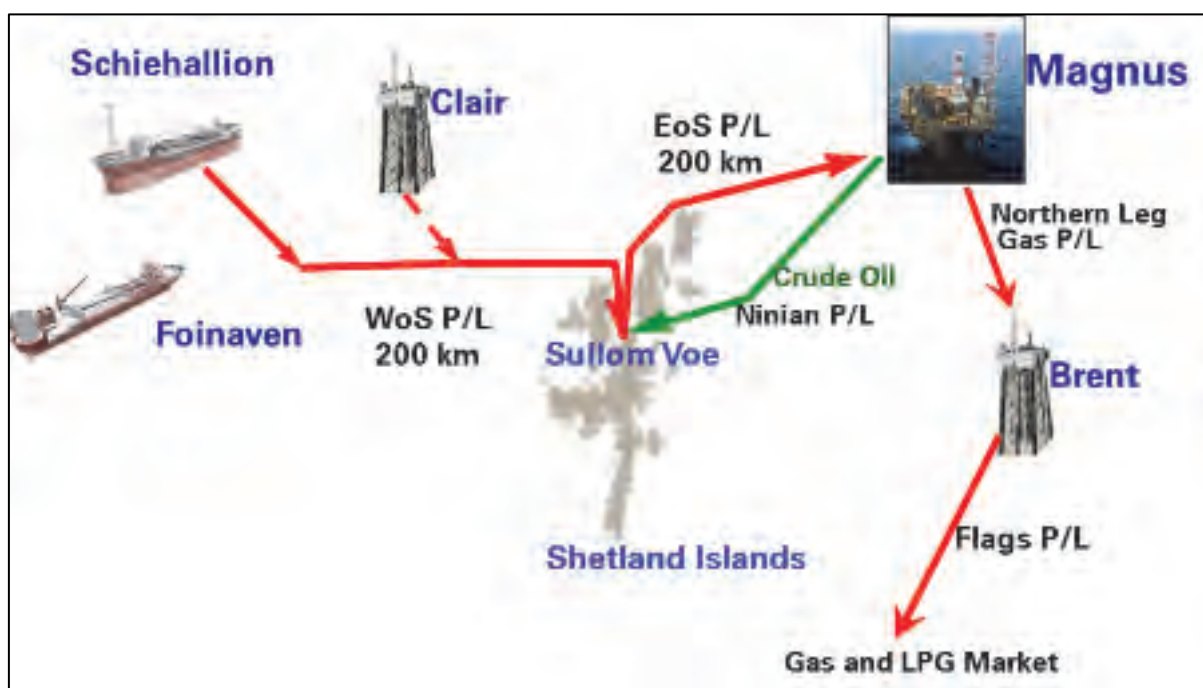 Schiehallion
Clair
Magnus
EoS P/L
200 km
Northern Leg
Gas P/L
Crude Oil
Ninian P/L
Foinaven
WoS P/L
200 km
Sullom Voe
Brent
Flags P/L
Shetland Islands
Gas and LPG Market